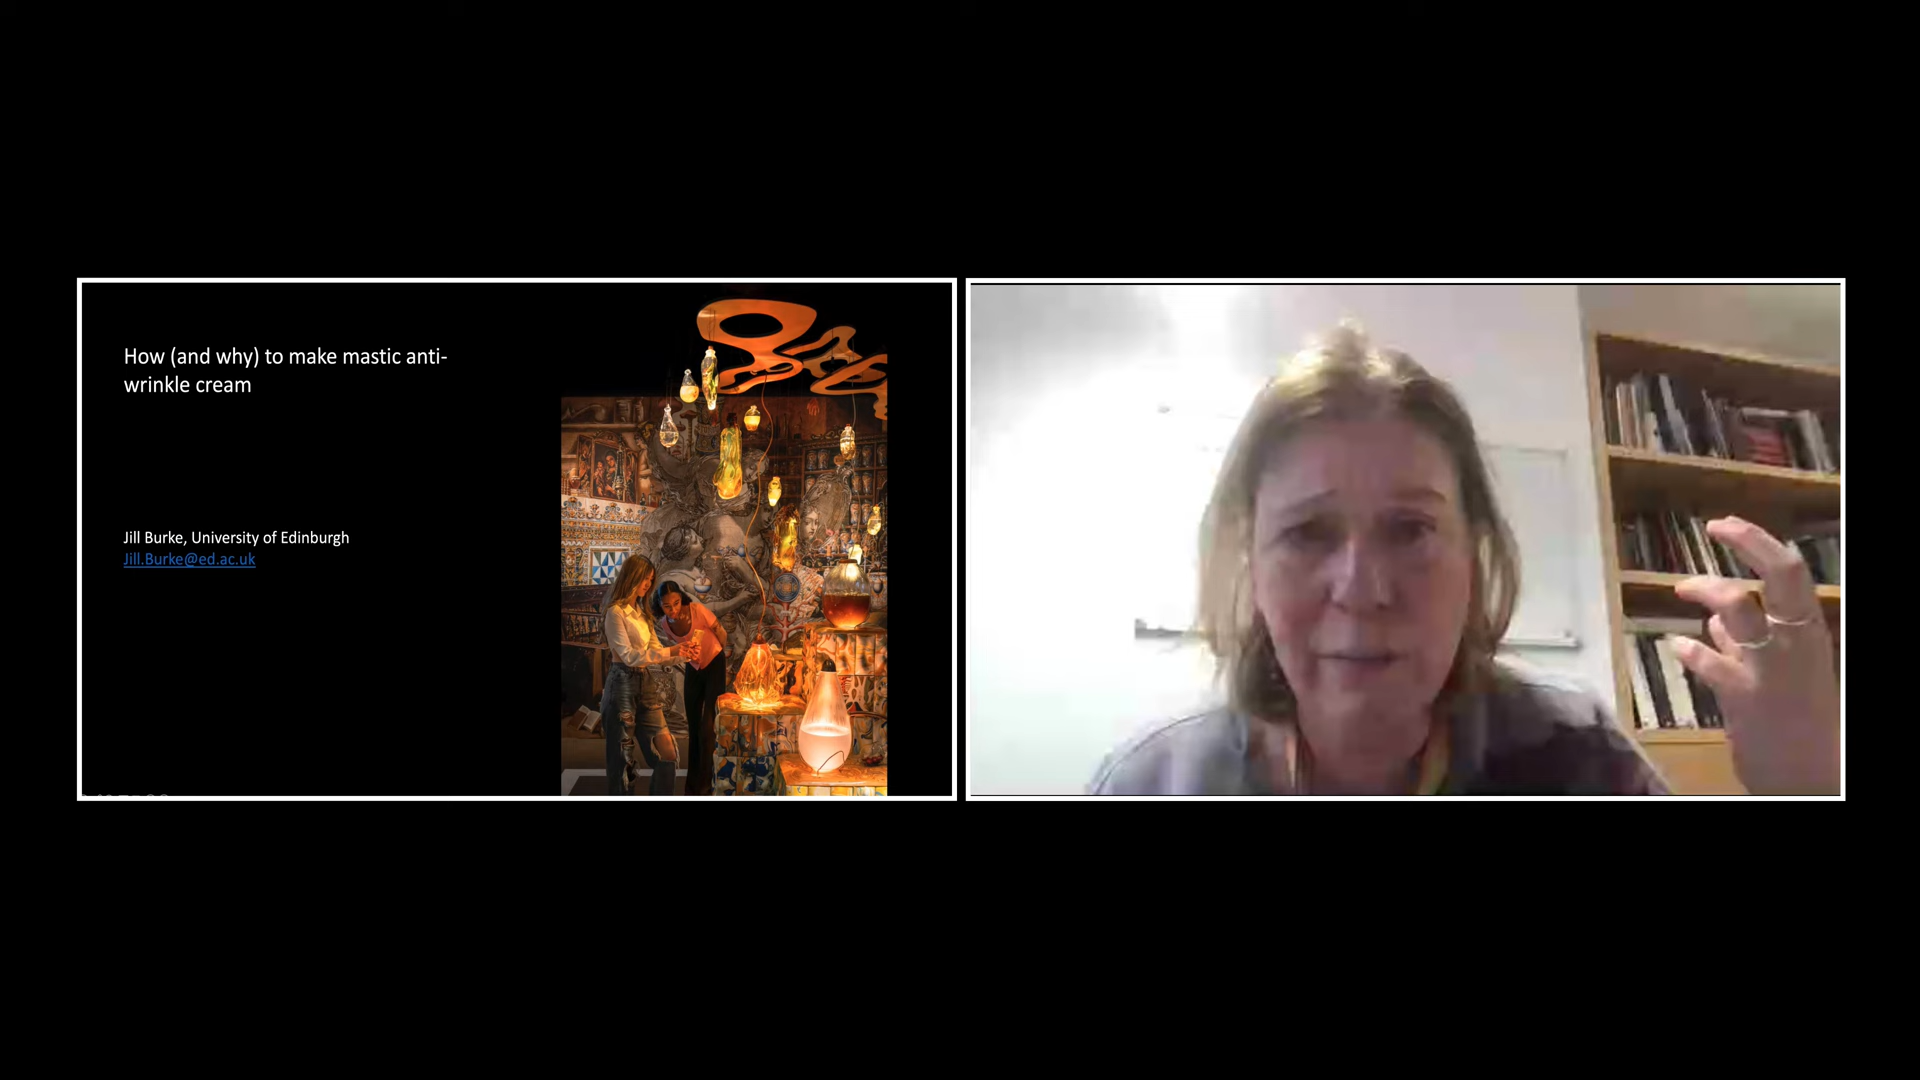 How (and why) to make mastic anti-
wrinkle cream
Jill Burke, University of Edinburgh
Jill.Burke@ed.ac.uk